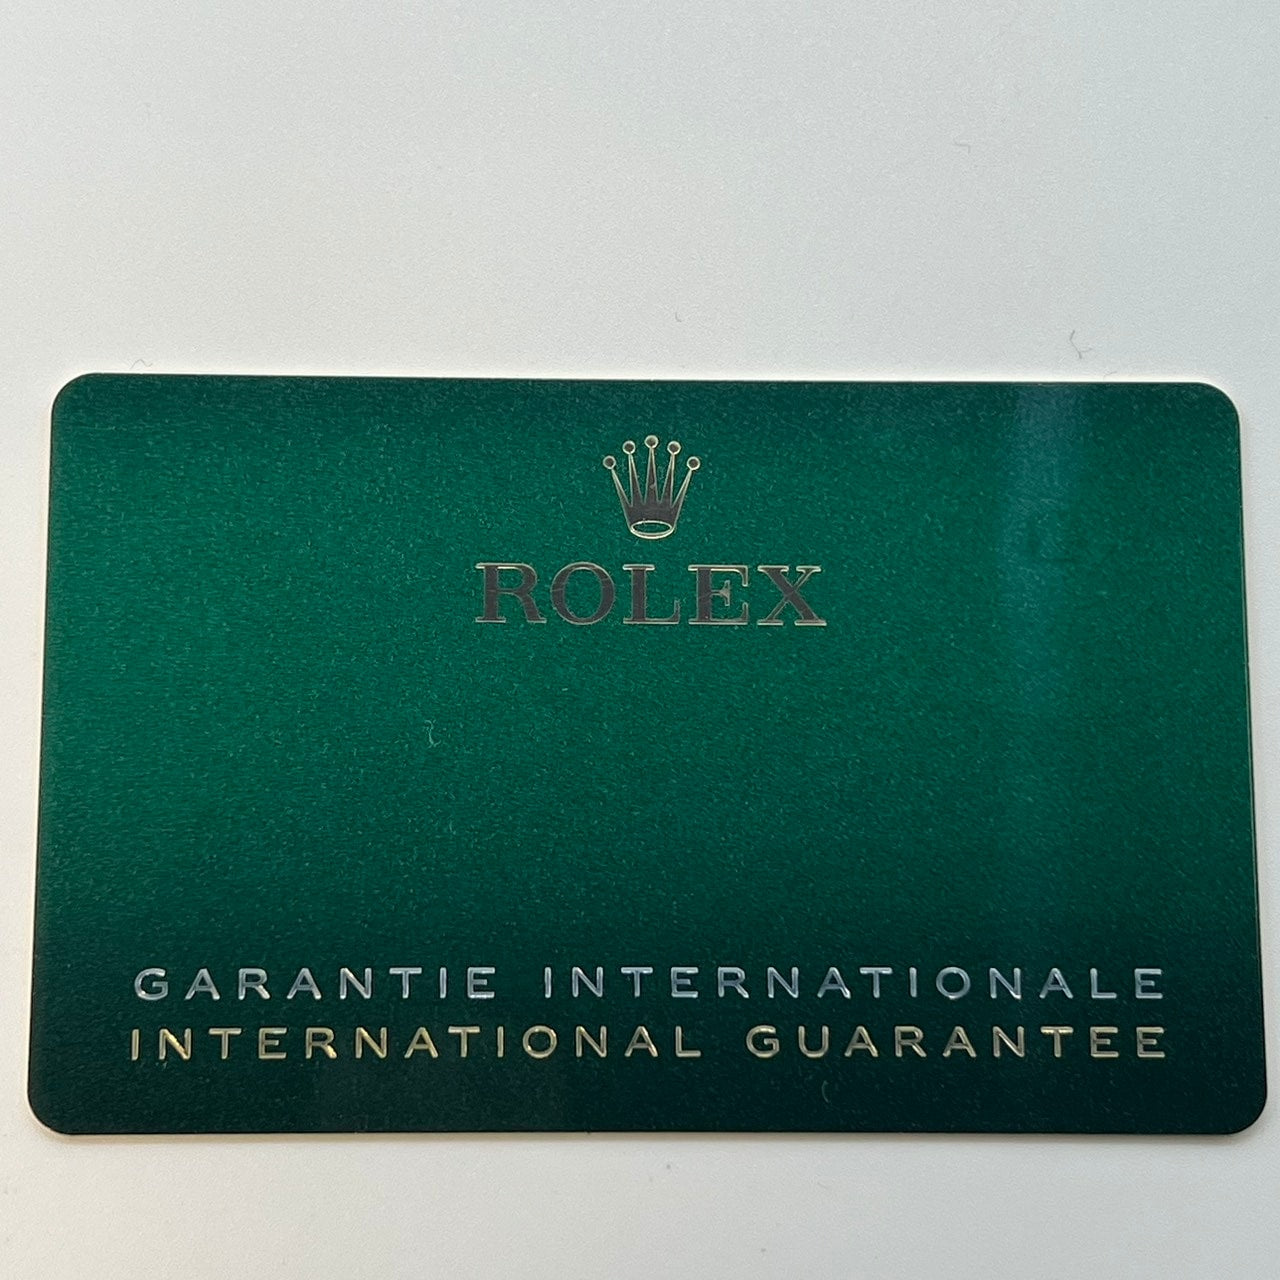 ROLEX
GARANTIE INTERNATIONALE
INTERNATIONAL GUARANTEE